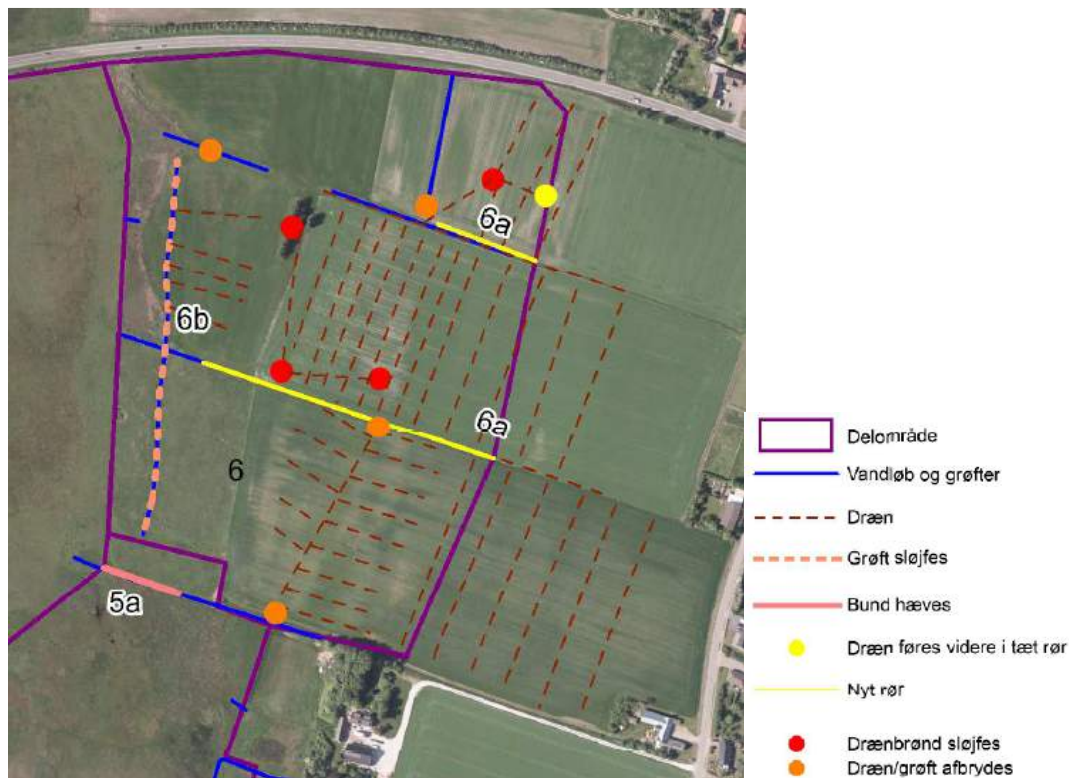 6a
6b
6a
6
5a
Delområde
Vandløb og grøfter
Dræn
Grøft sløjfes
Bund hæves
Dræn føres videre i tæt rør
Nyt rør
Drænbrønd sløjfes
Dræn/grøft afbrydes